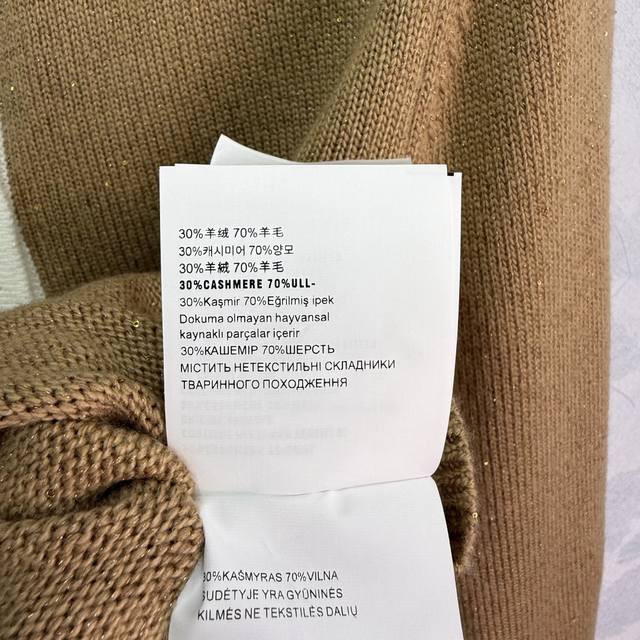 30%羊绒 70%羊毛
30%캐시미어 70%양모
30%羊絨 70%羊毛
30%CASHMERE 70%ULL-
30%Kaşmir 70%Eğrilmiş ipek
Dokuma olmayan hayvansal
kaynaklı parçalar içerir
30%КАШЕМІР 70%ШЕРСТЬ
МІСТИТЬ НЕТЕКСТИЛЬНІ СКЛАДНИКИ
ТВАРИННОГО ПОХОДЖЕННЯ
30%KAŠMYRAS 70%VILNA
SUDĖTYJE YRA GYŪNINĖS
KILMĖS NE TEKSTILĖS DALIŲ